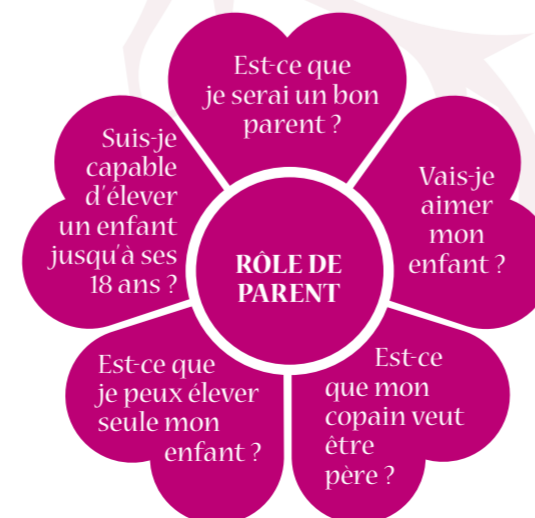 Est-ce que
je serai un bon
parent ?
Vais-je
aimer
mon
enfant ?
Est-ce
que mon
copain veut
être
père ?
Est-ce que
je peux élever
seule mon
enfant ?
Suis-je
capable
d'élever
un enfant
jusqu'à ses
18 ans ?
RÔLE DE
PARENT